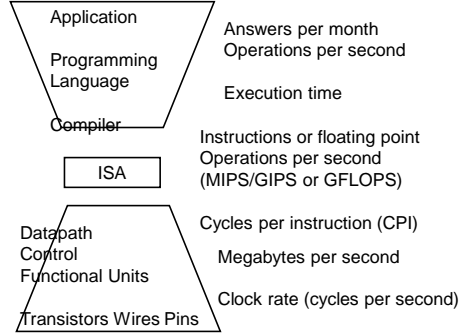 Application
Answers per month
Operations per second
Programming
Language
Execution time
Compiler
Instructions or floating point
Operations per second
(MIPS/GIPS or GFLOPS)
ISA
Cycles per instruction (CPI)
Datapath
Control
Functional Units
Megabytes per second
Clock rate (cycles per second)
Transistors Wires Pins